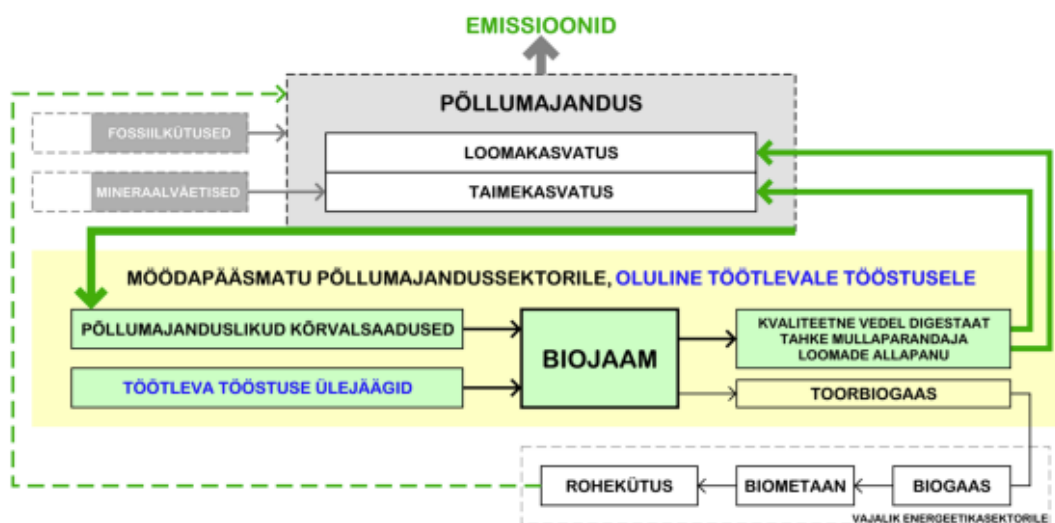 EMISSIOONID
PÕLLUMAJANDUS
FOSSIILKÜTUSED
LOOMAKASVATUS
MINERAALVÄETISED
TAIMEKASVATUS
MÖÖDAPÄÄSMATU PÕLLUMAJANDUSSEKTORILE, OLULINE TÖÖTLEVALE TÖÖSTUSELE
PÕLLUMAJANDUSLIKUD KÕRVALSAADUSED
BIOJAAM
KVALITEETNE VEDEL DIGESTAAT
TAHKE MULLAPARANDAJA
LOOMADE ALLAPANU
TÖÖTLEVA TÖÖSTUSE ÜLEJÄÄGID
TOORBIOGAAS
ROHEKÜTUS
BIOMETAAN
BIOGAAS
VAJALIK ENERGEETIKASEKTORILE